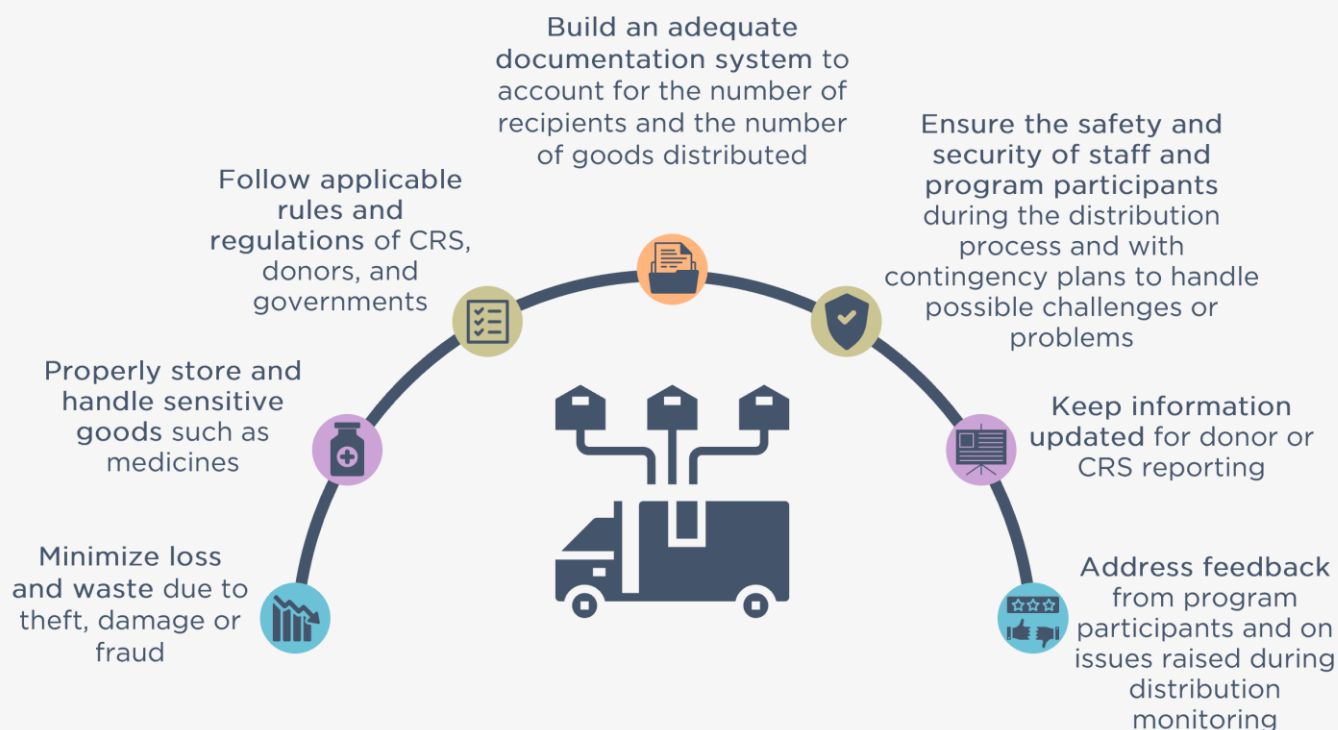 Build an adequate
documentation system to
account for the number of
recipients and the number
of goods distributed
Ensure the safety and
security of staff and
program participants
during the distribution
process and with
contingency plans to handle
possible challenges or
problems
Follow applicable
rules and
regulations of CRS,
donors, and
governments
Properly store and
handle sensitive
goods such as
medicines
Keep information
updated for donor or
CRS reporting
Minimize loss
and waste due to
theft, damage or
fraud
Address feedback
from program
participants and on
issues raised during
distribution
monitoring